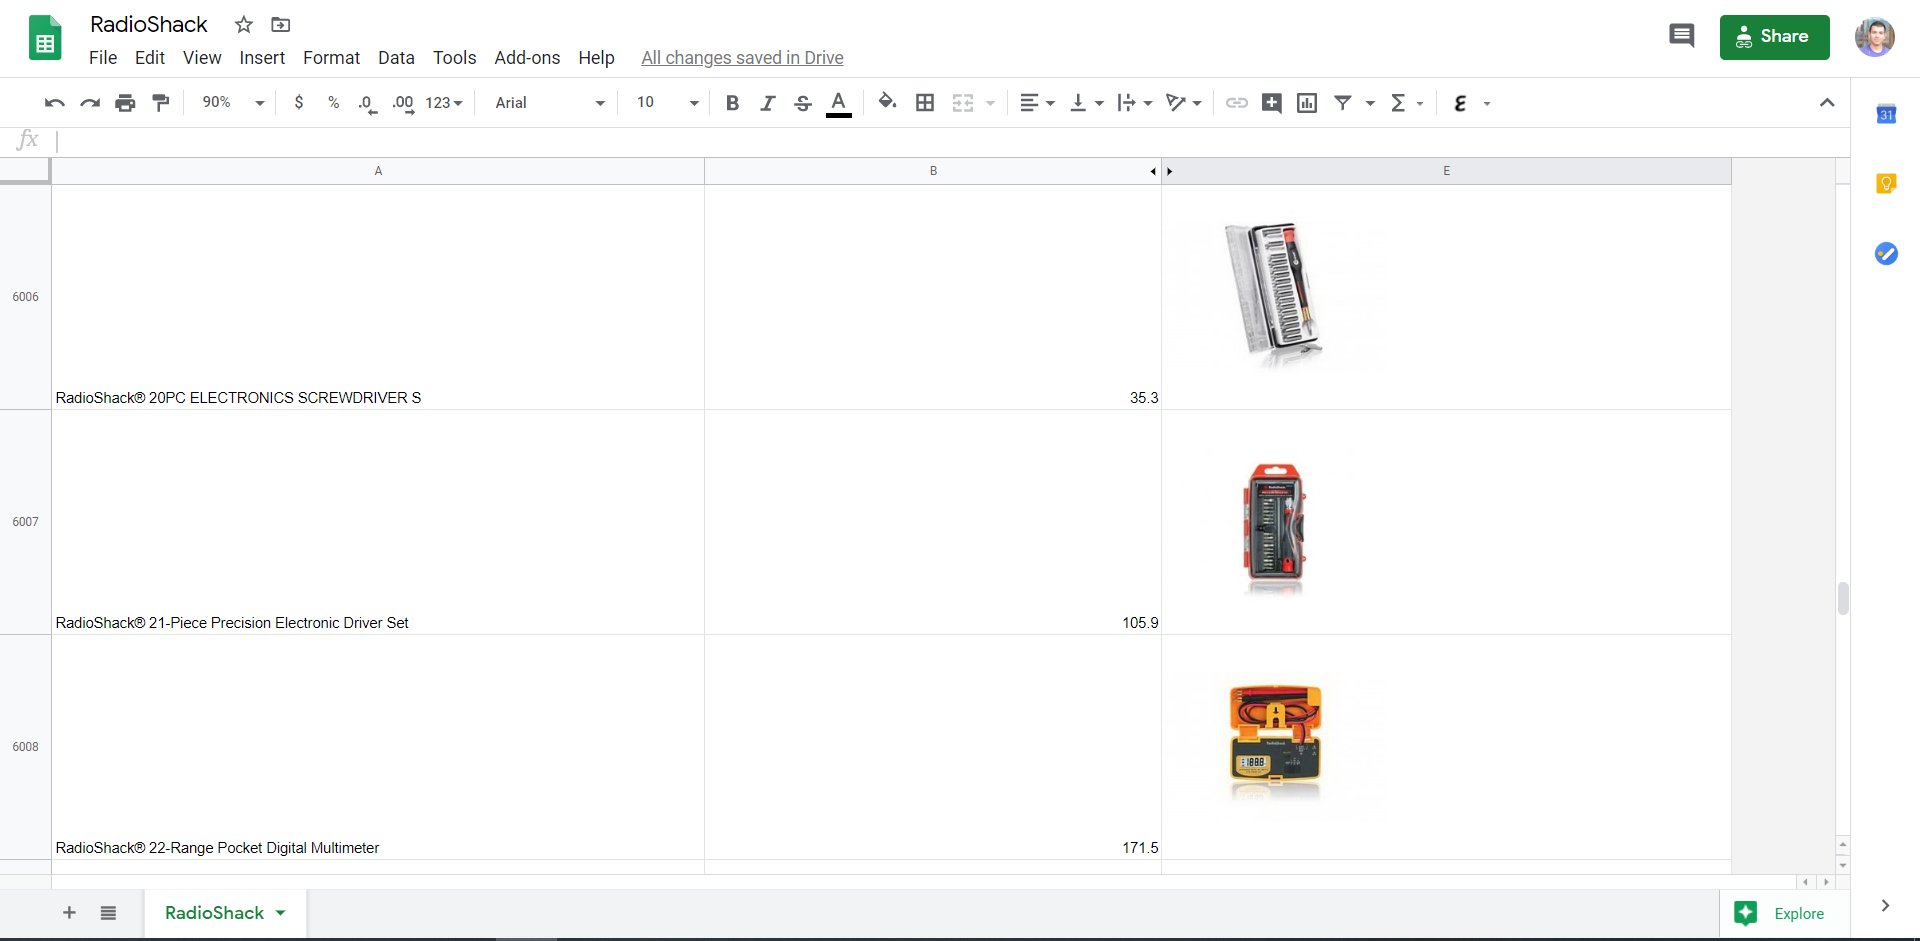 RadioShack
File Edit View Insert Format Data Tools Add-ons Help All changes saved in Drive
Share
90% $ % .0 .00 123 Arial 10 B I S A Σ ε
31
fx
A B E
6006
RadioShack® 20PC ELECTRONICS SCREWDRIVER S 35.3
6007
RadioShack® 21-Piece Precision Electronic Driver Set 105.9
6008
RadioShack® 22-Range Pocket Digital Multimeter 171.5
RadioShack
Explore